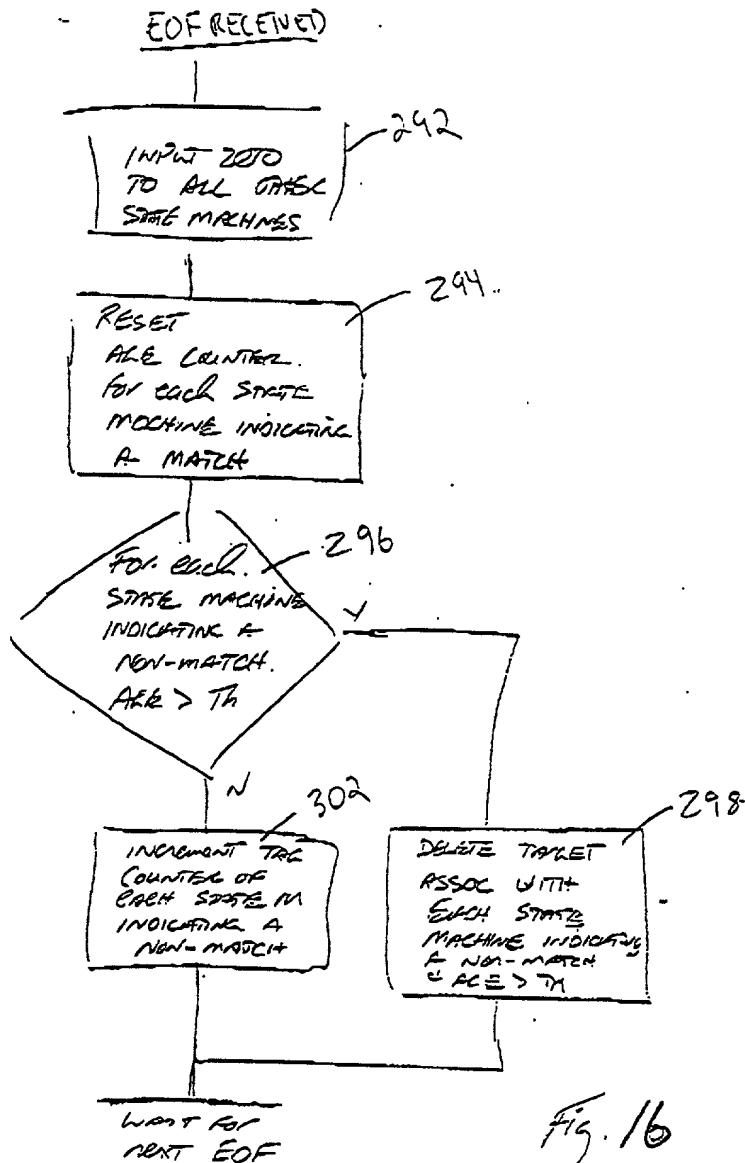 EOF RECEIVED
292
INPUT ZERO
TO ALL OTHER
STATE MACHINES
294
RESET
AGE COUNTER
for each STATE
MACHINE INDICATING
A MATCH
296
For each
STATE MACHINE
INDICATING A
NON-MATCH.
AGE > Th
Y
N
302
INCREMENT
COUNTER OF
EACH STATE M
INDICATING A
NON-MATCH
298
DELETE TARGET
ASSOC WITH
EACH STATE
MACHINE INDICATING
A NON-MATCH
AGE > Th
WAIT FOR
NEXT EOF
Fig. 16